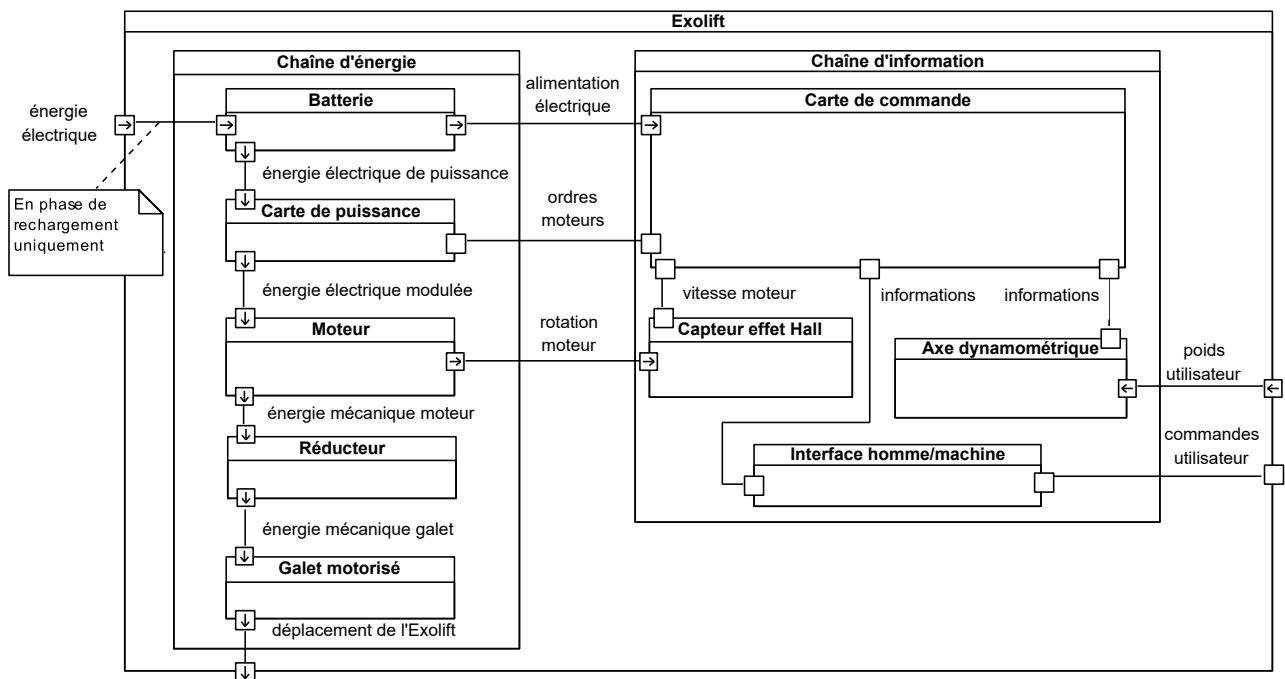 Exolift
Chaîne d'énergie
Chaîne d'information
énergie
électrique
Batterie
alimentation
électrique
Carte de commande
énergie électrique de puissance
En phase de
rechargement
uniquement
Carte de puissance
ordres
moteurs
énergie électrique modulée
vitesse moteur
informations
informations
Moteur
rotation
moteur
Capteur effet Hall
Axe dynamométrique
poids
utilisateur
énergie mécanique moteur
Réducteur
Interface homme/machine
commandes
utilisateur
énergie mécanique galet
Galet motorisé
déplacement de l'Exolift